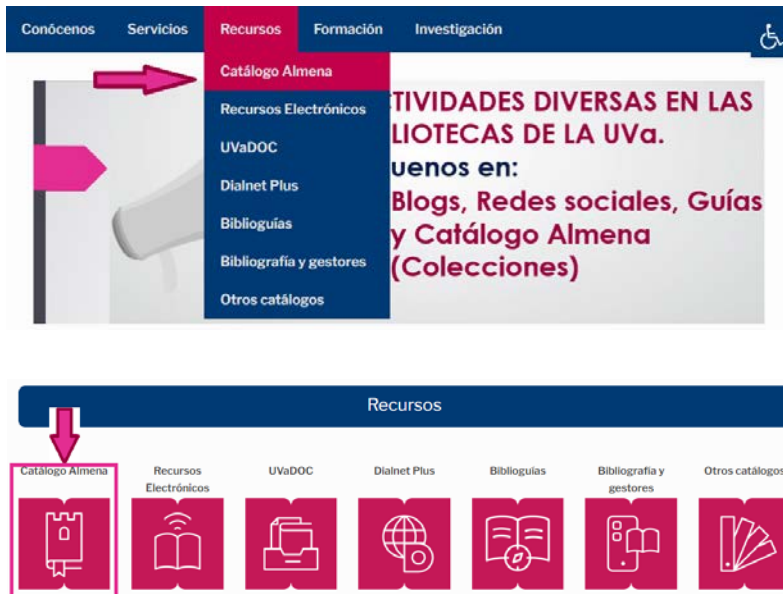 Conócenos Servicios Recursos Formación Investigación
Catálogo Almena
Recursos Electrónicos
UVaDOC
Dialnet Plus
Biblioguías
Bibliografía y gestores
Otros catálogos
TIVIDADES DIVERSAS EN LAS
LIOTECAS DE LA UVa.
uenos en:
Blogs, Redes sociales, Guías
y Catálogo Almena
(Colecciones)
Recursos
Catálogo Almena
Recursos
Electrónicos
UVaDOC
Dialnet Plus
Biblioguías
Bibliografía y
gestores
Otros catálogos